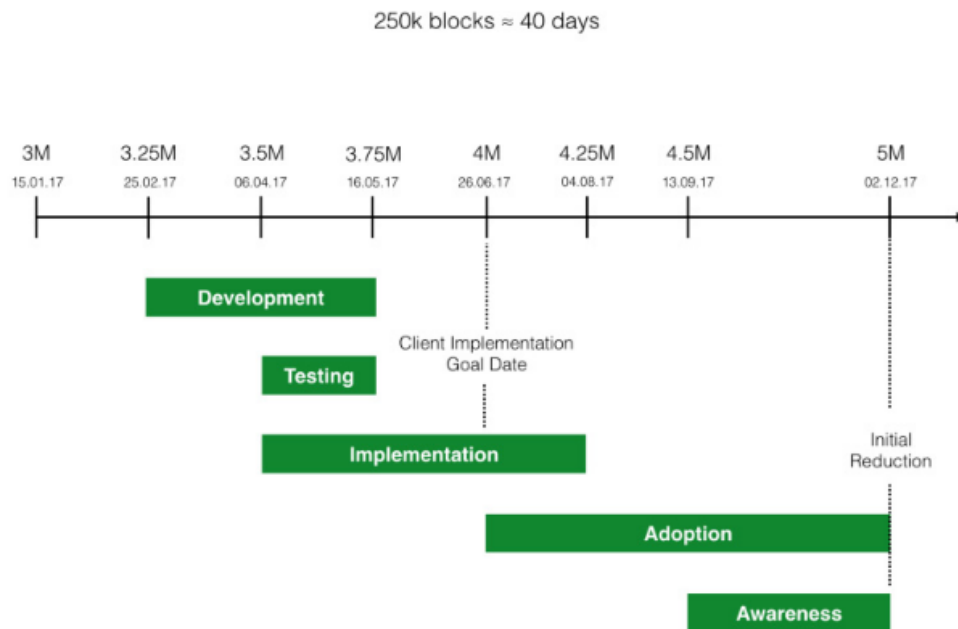 250k blocks ≈ 40 days
3M 3.25M 3.5M 3.75M 4M 4.25M 4.5M 5M
15.01.17 25.02.17 06.04.17 16.05.17 26.06.17 04.08.17 13.09.17 02.12.17
Development
Client Implementation
Goal Date
Testing
Implementation
Initial
Reduction
Adoption
Awareness